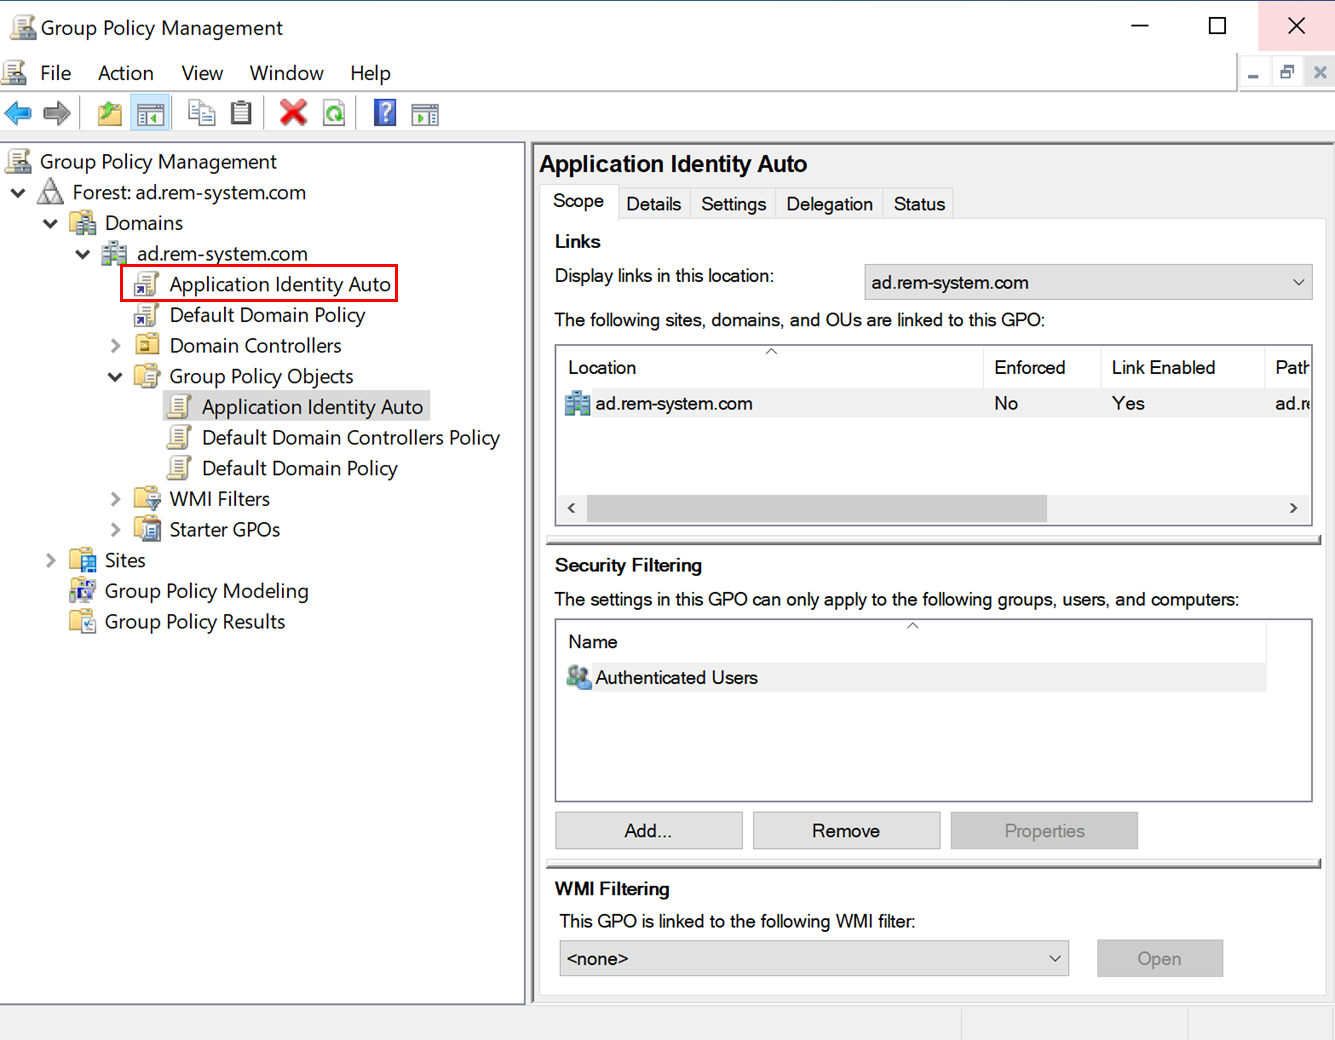 Group Policy Management
File Action View Window Help
Group Policy Management
Forest: ad.rem-system.com
Domains
ad.rem-system.com
Application Identity Auto
Default Domain Policy
Domain Controllers
Group Policy Objects
Application Identity Auto
Default Domain Controllers Policy
Default Domain Policy
WMI Filters
Starter GPOs
Sites
Group Policy Modeling
Group Policy Results
Application Identity Auto
Scope Details Settings Delegation Status
Links
Display links in this location: ad.rem-system.com
The following sites, domains, and OUs are linked to this GPO:
Location Enforced Link Enabled Path
ad.rem-system.com No Yes ad.re
Security Filtering
The settings in this GPO can only apply to the following groups, users, and computers:
Name
Authenticated Users
Add... Remove Properties
WMI Filtering
This GPO is linked to the following WMI filter:
<none> Open